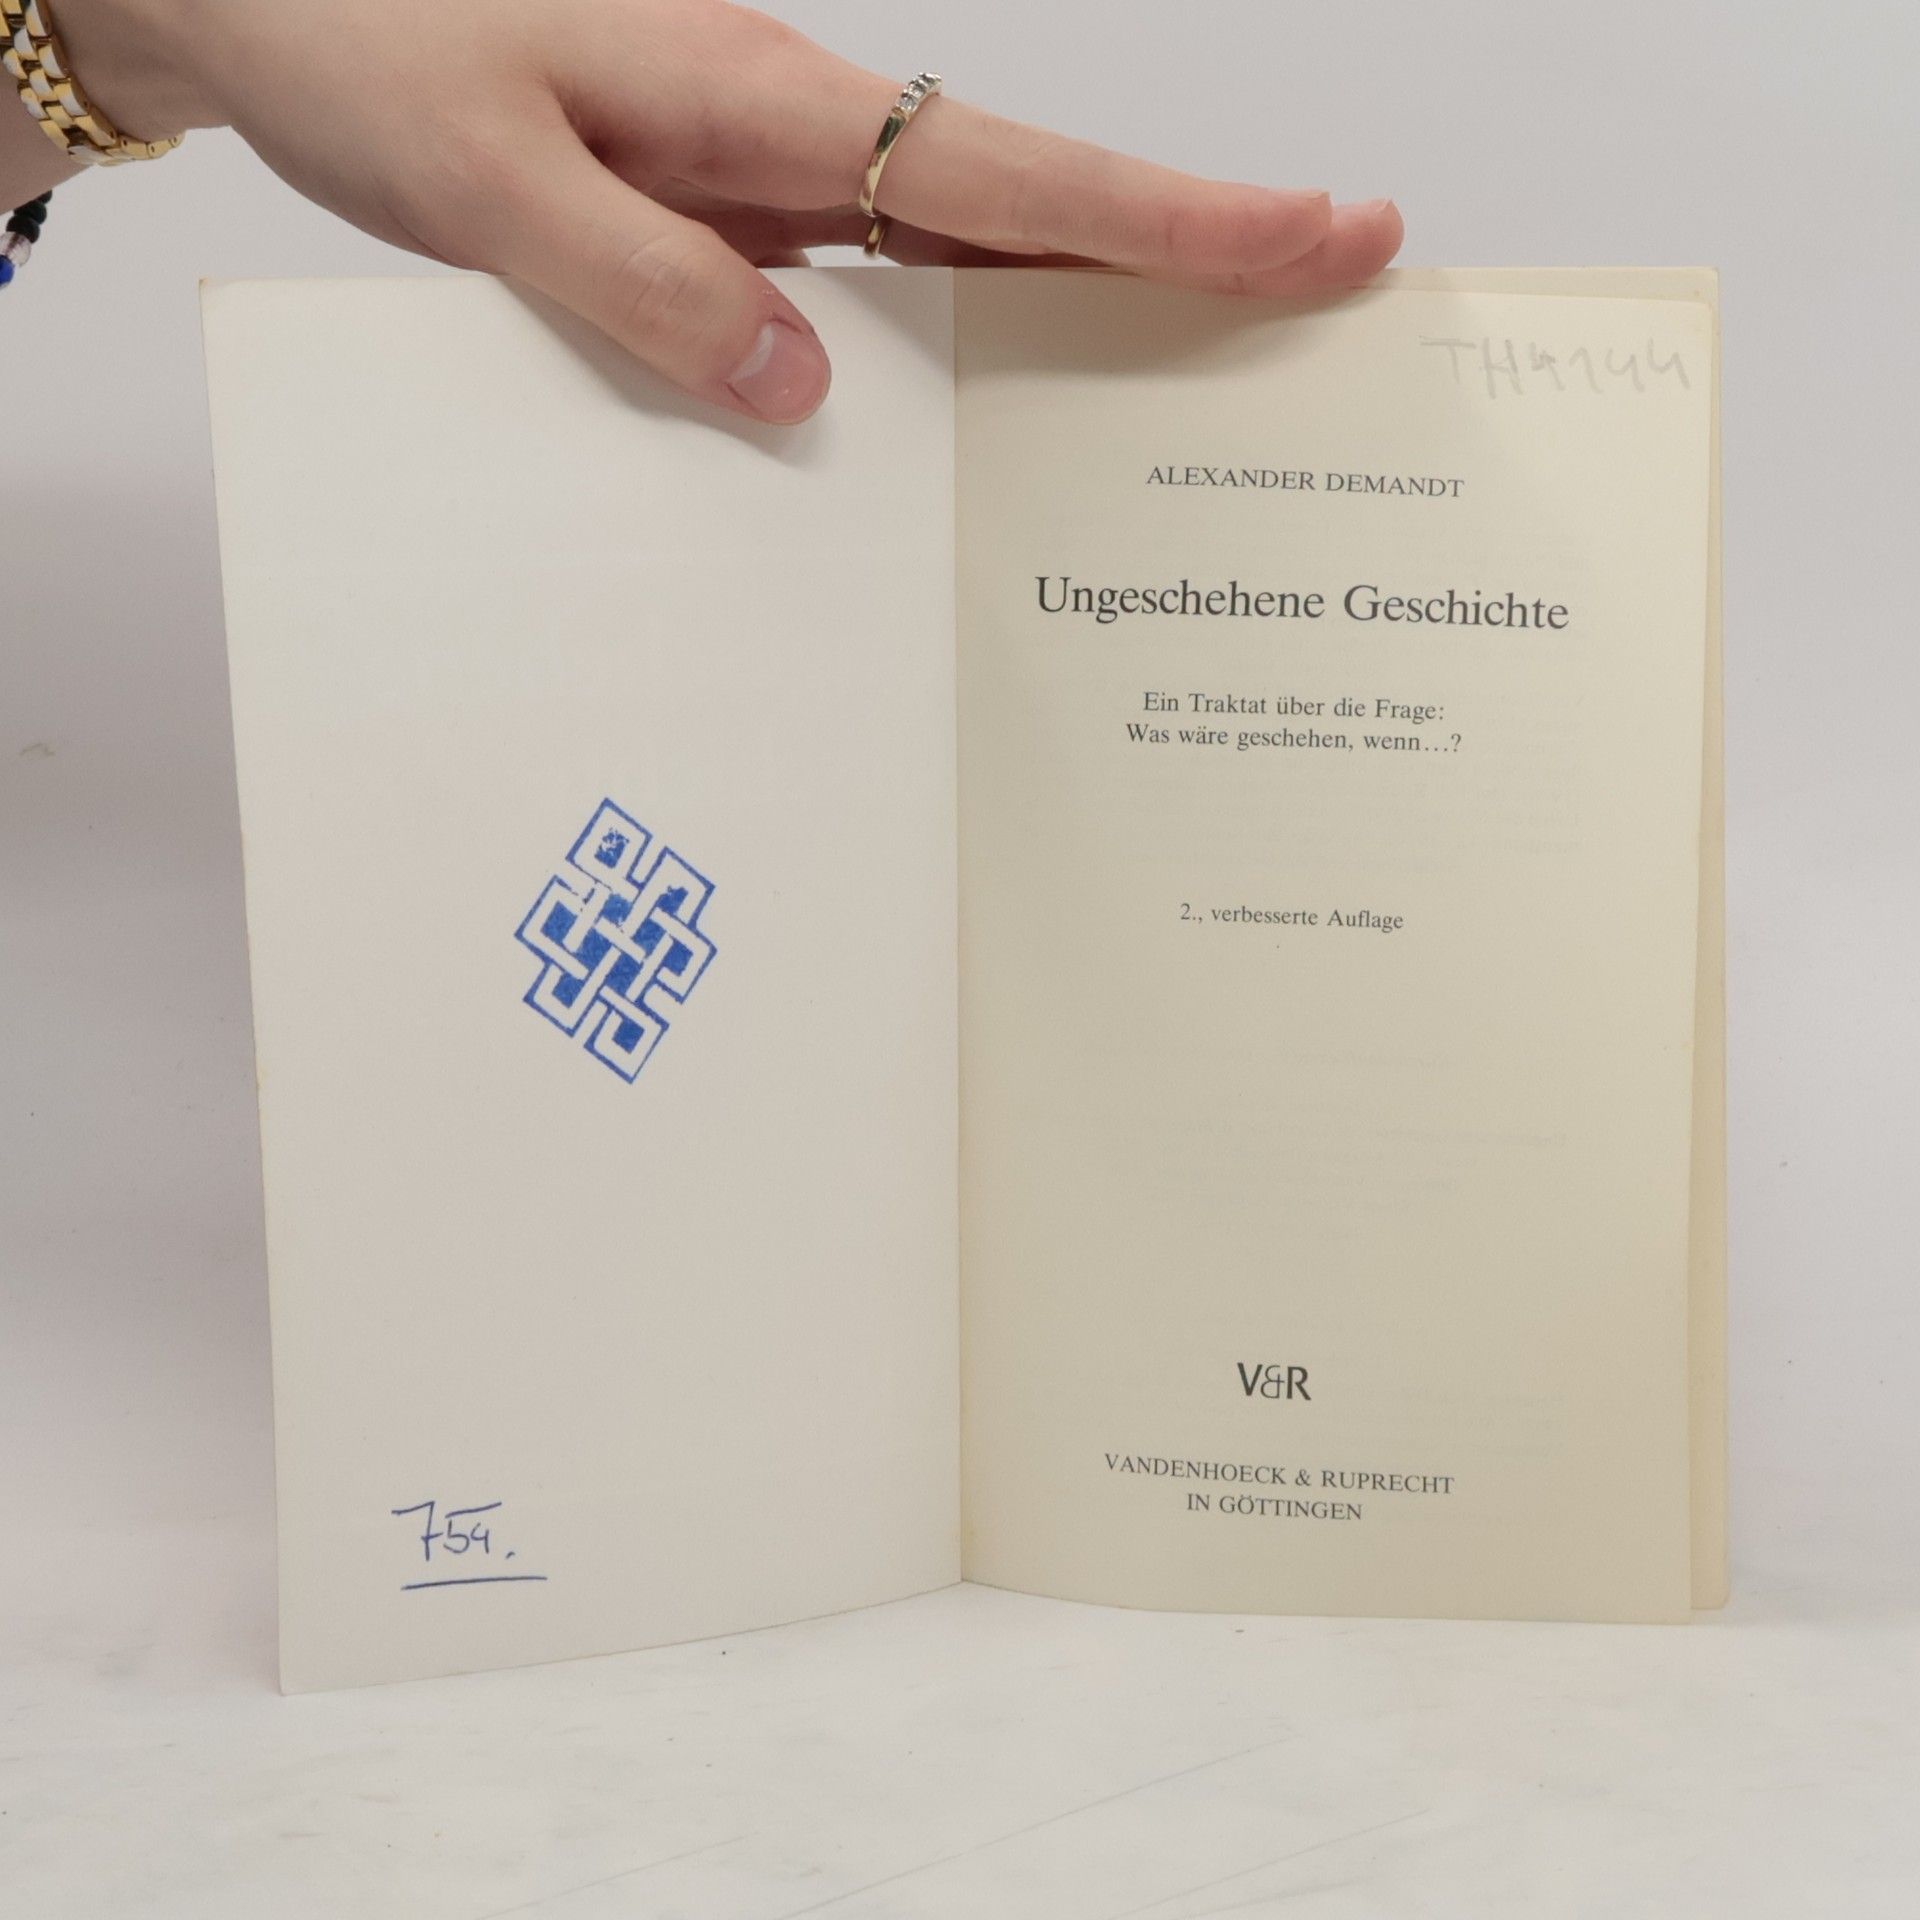 754.
TH4144
ALEXANDER DEMANDT
Ungeschehene Geschichte
Ein Traktat über die Frage:
Was wäre geschehen, wenn...?
2., verbesserte Auflage
V&R
VANDENHOECK & RUPRECHT
IN GÖTTINGEN